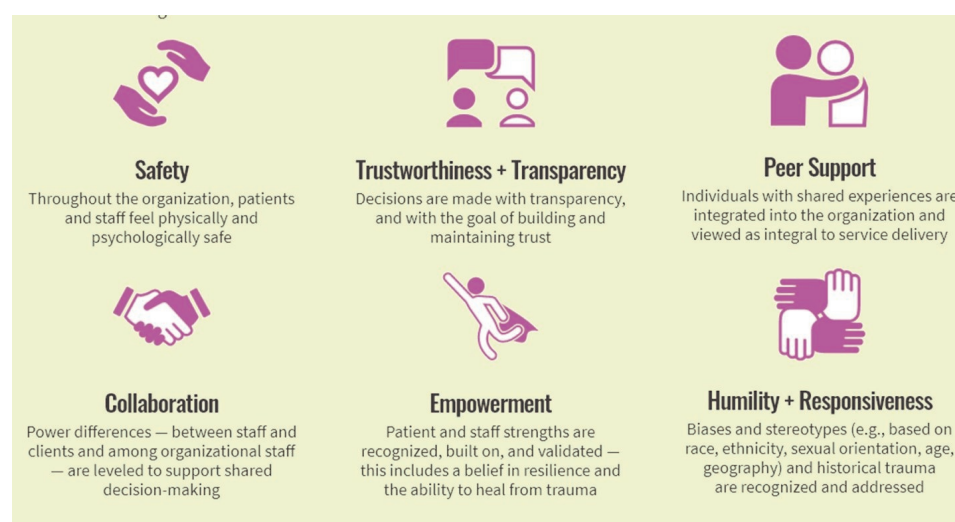 Safety
Throughout the organization, patients
and staff feel physically and
psychologically safe
Trustworthiness + Transparency
Decisions are made with transparency,
and with the goal of building and
maintaining trust
Peer Support
Individuals with shared experiences are
integrated into the organization and
viewed as integral to service delivery
Collaboration
Power differences — between staff and
clients and among organizational staff
— are leveled to support shared
decision-making
Empowerment
Patient and staff strengths are
recognized, built on, and validated —
this includes a belief in resilience and
the ability to heal from trauma
Humility + Responsiveness
Biases and stereotypes (e.g., based on
race, ethnicity, sexual orientation, age,
geography) and historical trauma
are recognized and addressed